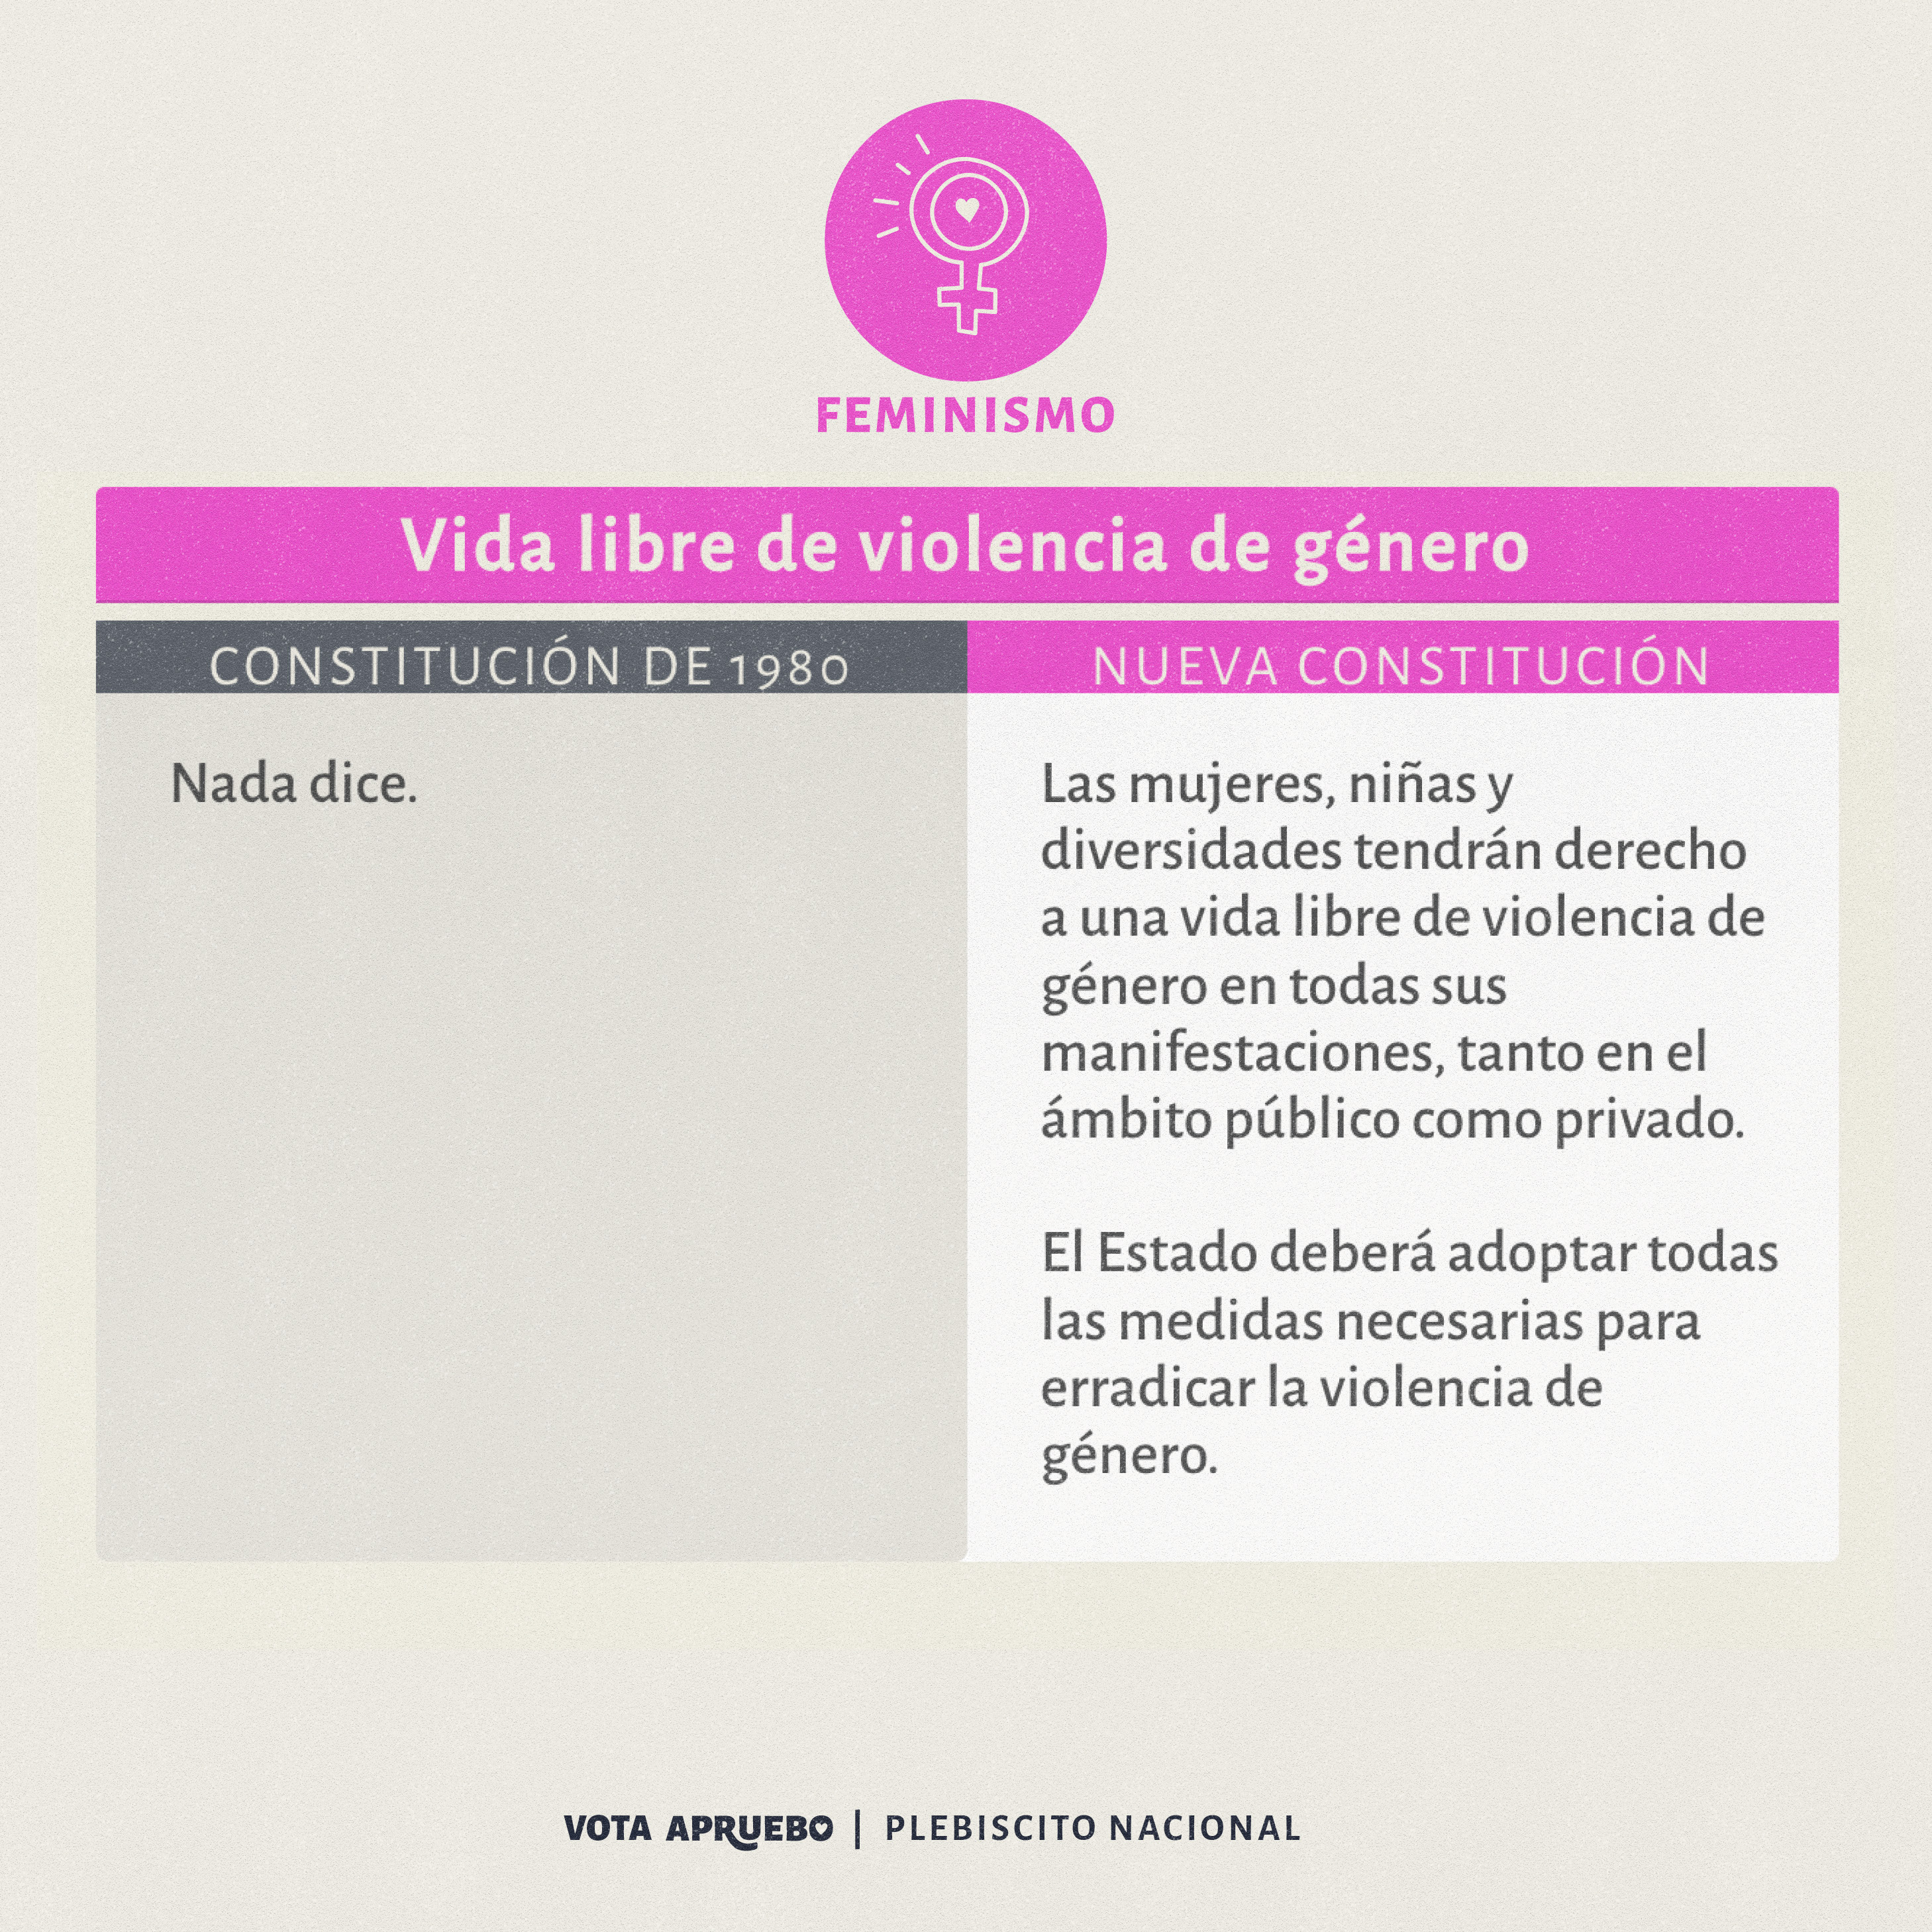 FEMINISMO
Vida libre de violencia de género
CONSTITUCIÓN DE 1980
Nada dice.
NUEVA CONSTITUCIÓN
Las mujeres, niñas y
diversidades tendrán derecho
a una vida libre de violencia de
género en todas sus
manifestaciones, tanto en el
ámbito público como privado.
El Estado deberá adoptar todas
las medidas necesarias para
erradicar la violencia de
género.
VOTA APRUEBO | PLEBISCITO NACIONAL